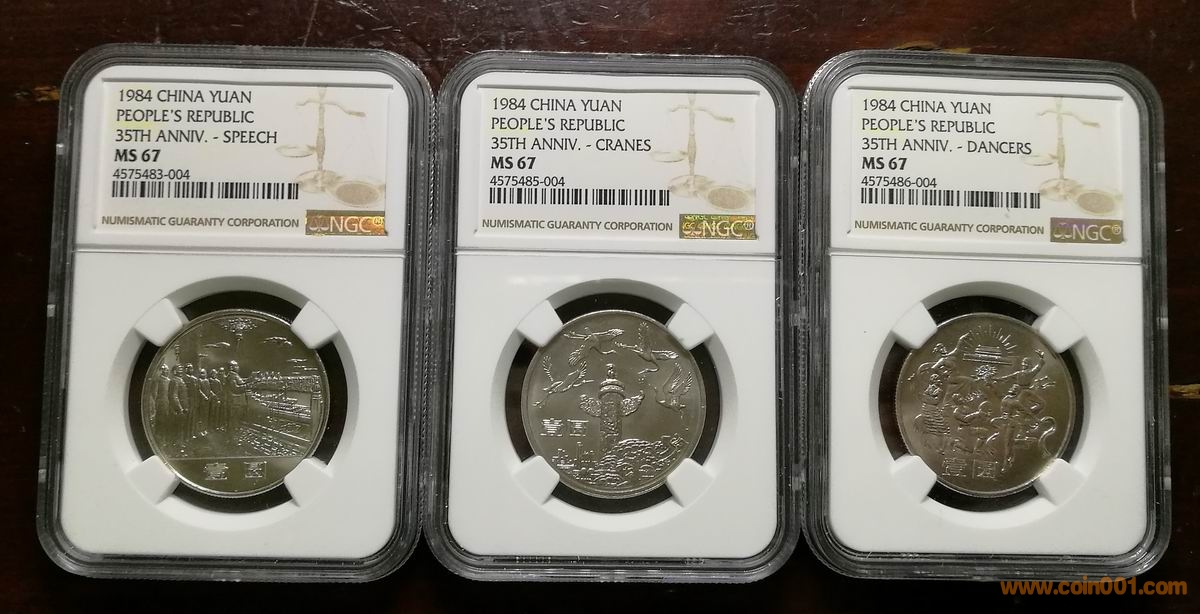 1984 CHINA YUAN
PEOPLE'S REPUBLIC
35TH ANNIV. - SPEECH
MS 67
4575483-004
NUMISMATIC GUARANTY CORPORATION
NGC®
壹圆
1984 CHINA YUAN
PEOPLE'S REPUBLIC
35TH ANNIV. - CRANES
MS 67
4575485-004
NUMISMATIC GUARANTY CORPORATION
NGC®
壹圆
1984 CHINA YUAN
PEOPLE'S REPUBLIC
35TH ANNIV. - DANCERS
MS 67
4575486-004
NUMISMATIC GUARANTY CORPORATION
NGC®
壹圆
www.coin001.com